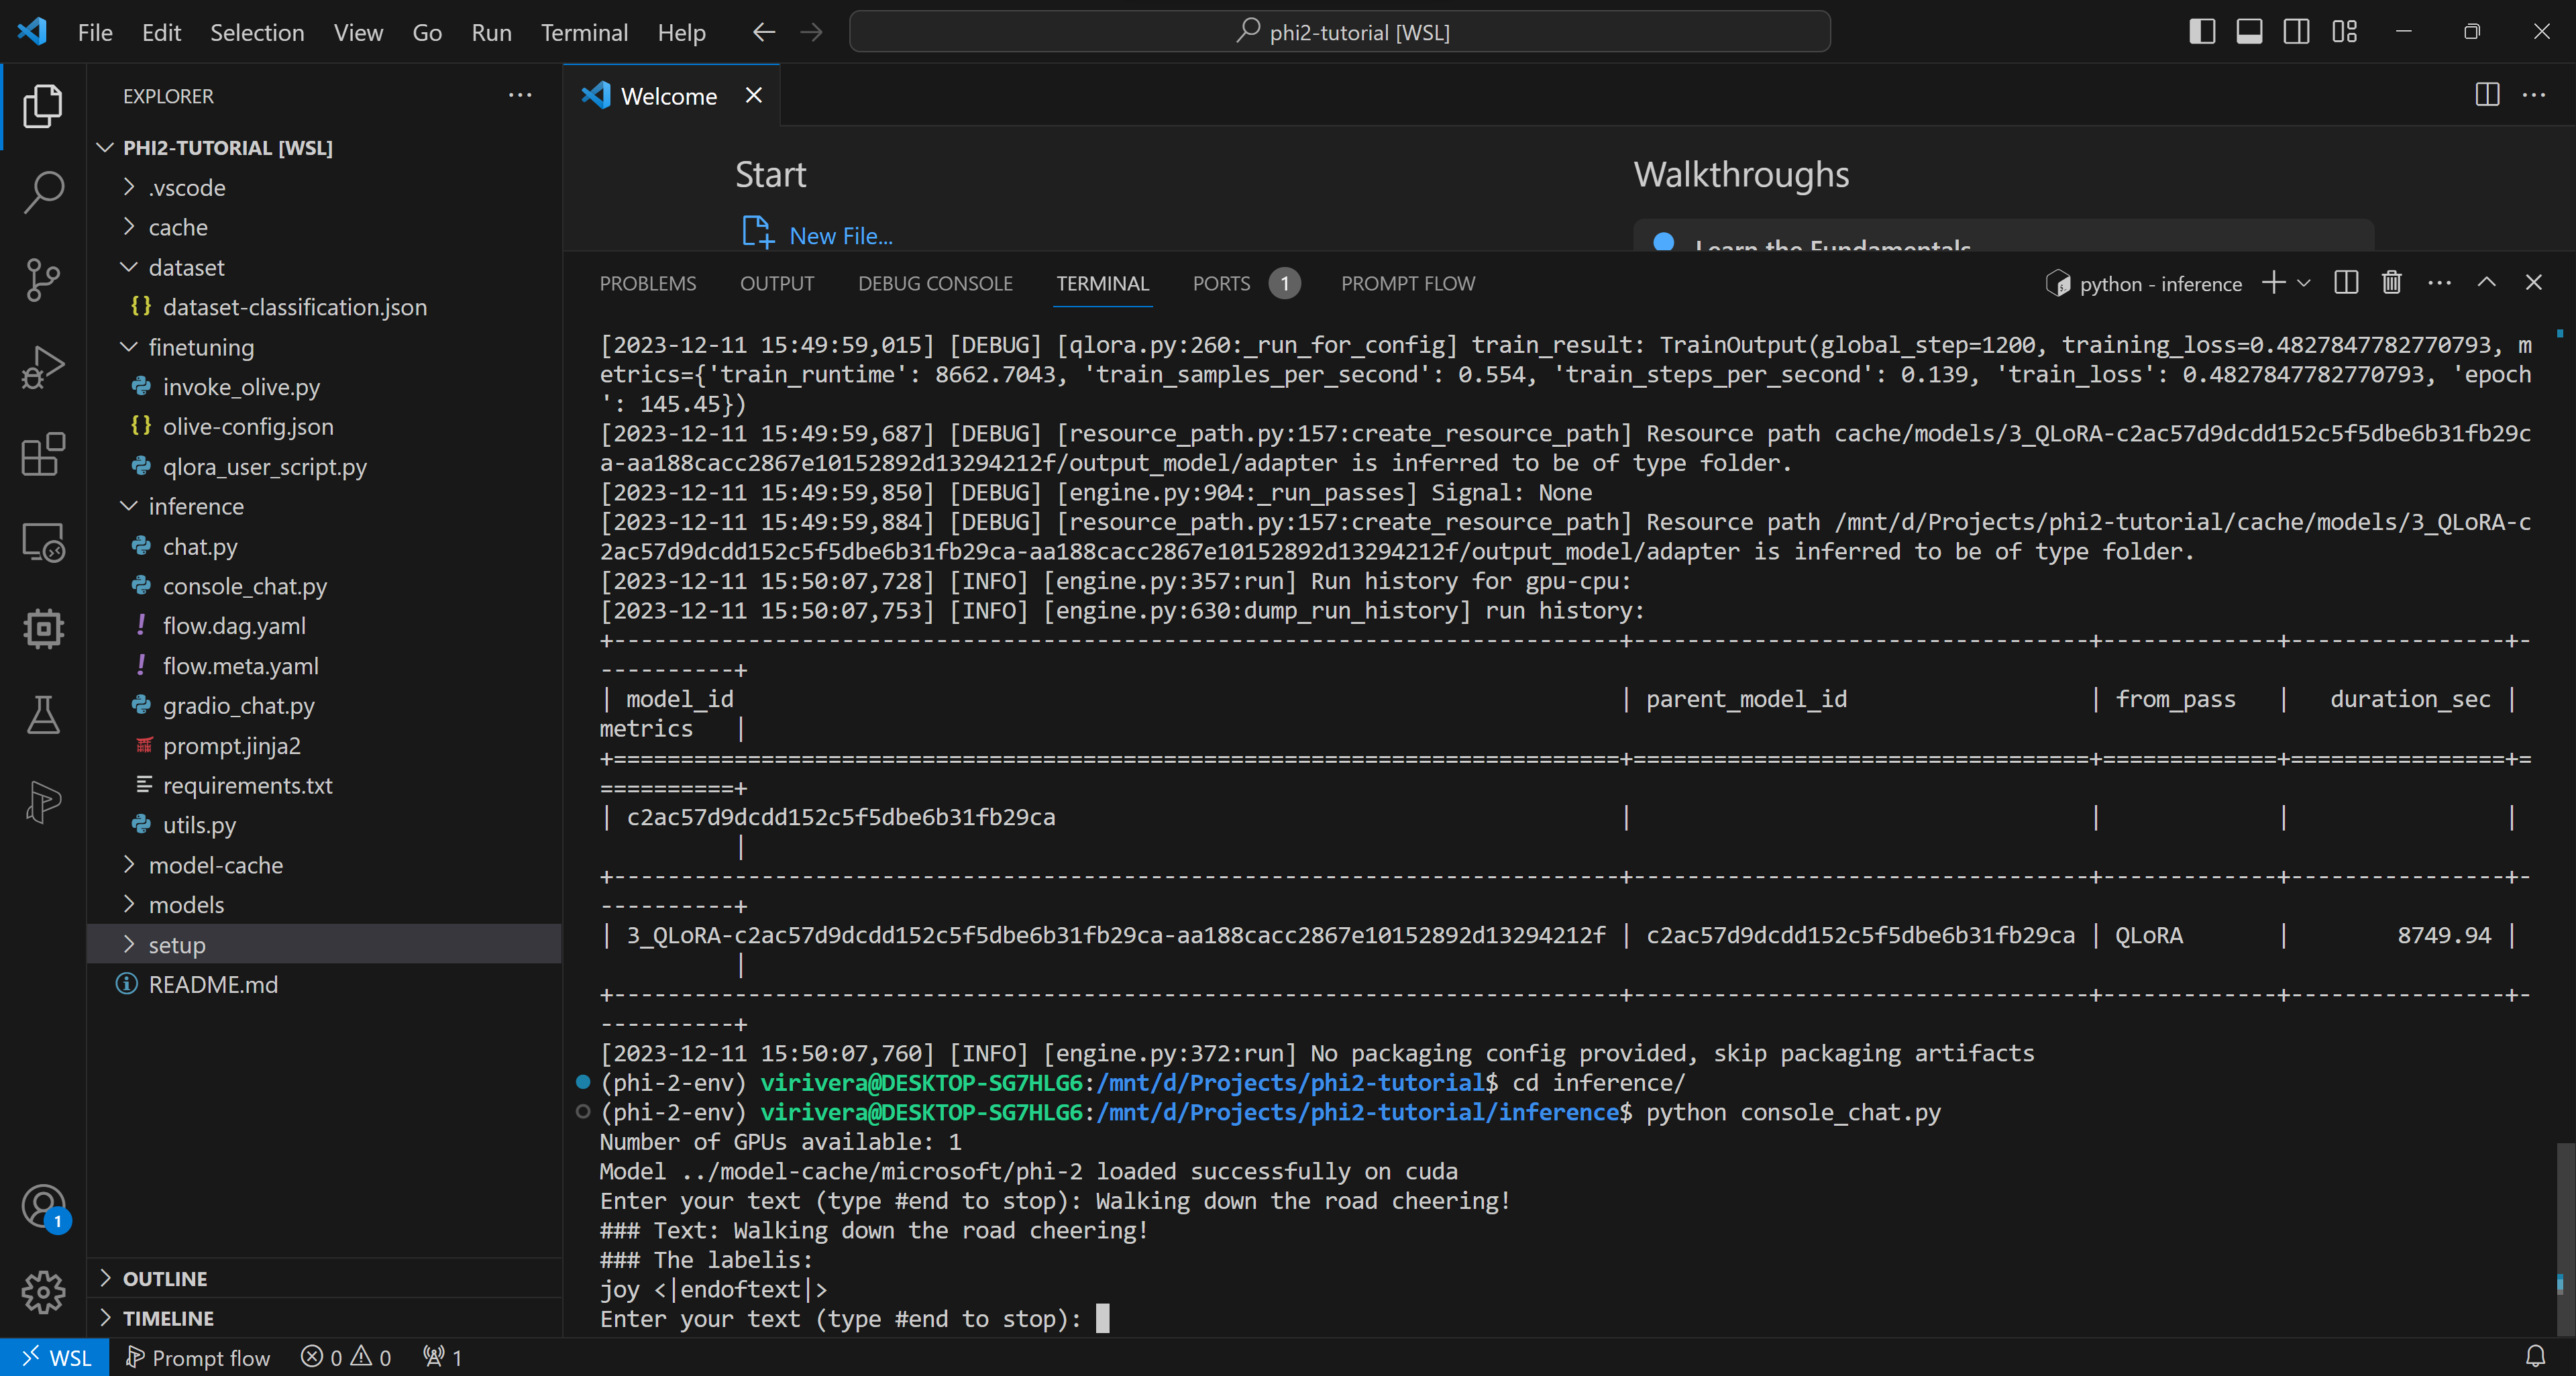 File Edit Selection View Go Run Terminal Help
phi2-tutorial [WSL]
EXPLORER
PHI2-TUTORIAL [WSL]
.vscode
cache
dataset
dataset-classification.json
finetuning
invoke_olive.py
olive-config.json
qlora_user_script.py
inference
chat.py
console_chat.py
flow.dag.yaml
flow.meta.yaml
gradio_chat.py
prompt.jinja2
requirements.txt
utils.py
model-cache
models
setup
README.md
OUTLINE
TIMELINE
1
Welcome
Start
New File...
Walkthroughs
Learn the Fundamentals
PROBLEMS OUTPUT DEBUG CONSOLE TERMINAL PORTS 1 PROMPT FLOW
python - inference
[2023-12-11 15:49:59,015] [DEBUG] [qlora.py:260:_run_for_config] train_result: TrainOutput(global_step=1200, training_loss=0.4827847782770793, m
etrics={'train_runtime': 8662.7043, 'train_samples_per_second': 0.554, 'train_steps_per_second': 0.139, 'train_loss': 0.4827847782770793, 'epoch
': 145.45})
[2023-12-11 15:49:59,687] [DEBUG] [resource_path.py:157:create_resource_path] Resource path cache/models/3_QLoRA-c2ac57d9dcdd152c5f5dbe6b31fb29c
a-aa188cacc2867e10152892d13294212f/output_model/adapter is inferred to be of type folder.
[2023-12-11 15:49:59,850] [DEBUG] [engine.py:904:_run_passes] Signal: None
[2023-12-11 15:49:59,884] [DEBUG] [resource_path.py:157:create_resource_path] Resource path /mnt/d/Projects/phi2-tutorial/cache/models/3_QLoRA-c
2ac57d9dcdd152c5f5dbe6b31fb29ca-aa188cacc2867e10152892d13294212f/output_model/adapter is inferred to be of type folder.
[2023-12-11 15:50:07,728] [INFO] [engine.py:357:run] Run history for gpu-cpu:
[2023-12-11 15:50:07,753] [INFO] [engine.py:630:dump_run_history] run history:
| model_id | parent_model_id | from_pass | duration_sec |
metrics |
| c2ac57d9dcdd152c5f5dbe6b31fb29ca | | | |
|
| 3_QLoRA-c2ac57d9dcdd152c5f5dbe6b31fb29ca-aa188cacc2867e10152892d13294212f | c2ac57d9dcdd152c5f5dbe6b31fb29ca | QLoRA | 8749.94 |
|
[2023-12-11 15:50:07,760] [INFO] [engine.py:372:run] No packaging config provided, skip packaging artifacts
(phi-2-env) virivera@DESKTOP-SG7HLG6:/mnt/d/Projects/phi2-tutorial$ cd inference/
(phi-2-env) virivera@DESKTOP-SG7HLG6:/mnt/d/Projects/phi2-tutorial/inference$ python console_chat.py
Number of GPUs available: 1
Model ../model-cache/microsoft/phi-2 loaded successfully on cuda
Enter your text (type #end to stop): Walking down the road cheering!
### Text: Walking down the road cheering!
### The labelis:
joy <|endoftext|>
Enter your text (type #end to stop):
WSL Prompt flow 0 0 1